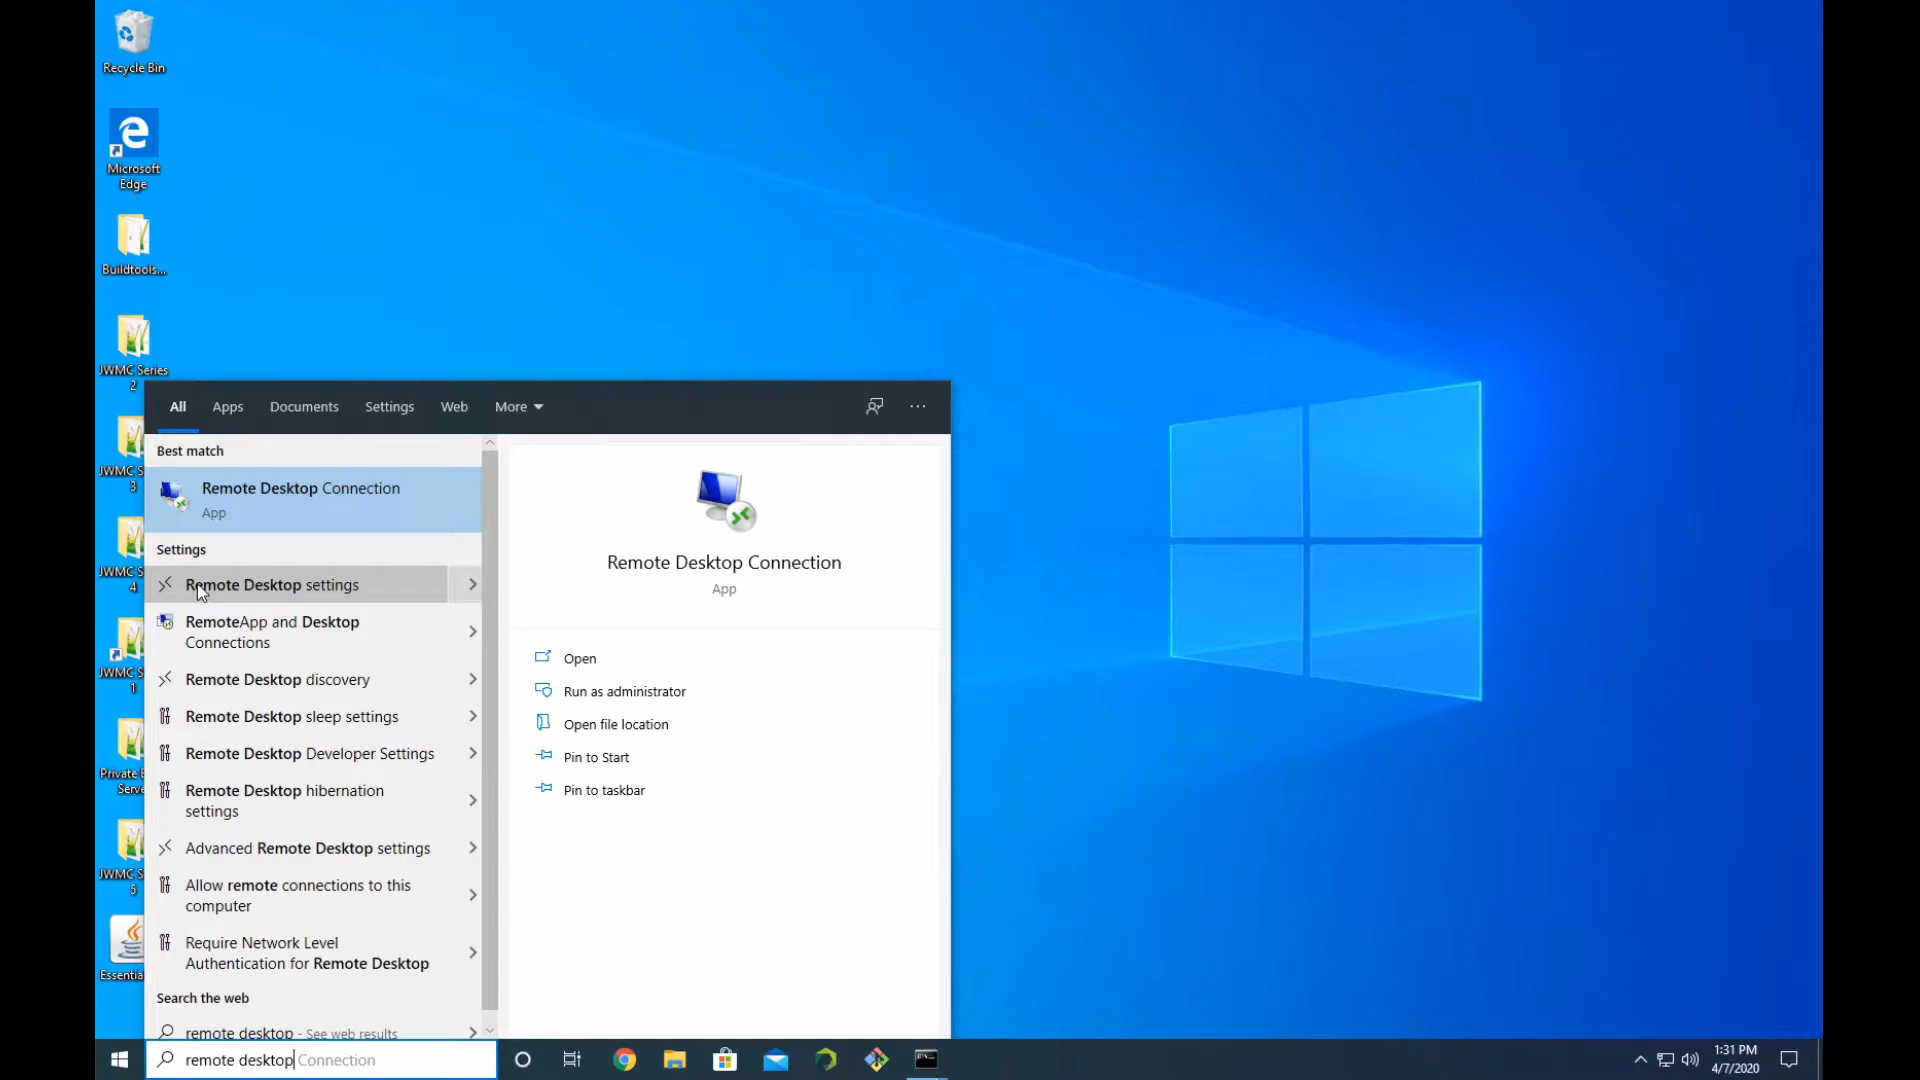 Recycle Bin
Microsoft
Edge
Buildtools...
JWMC Series
2
JWMC S
3
JWMC S
4
JWMC S
1
Private
Serve
JWMC S
5
Essentia
All
Apps
Documents
Settings
Web
More
Best match
Remote Desktop Connection
App
Settings
Remote Desktop settings
RemoteApp and Desktop
Connections
Remote Desktop discovery
Remote Desktop sleep settings
Remote Desktop Developer Settings
Remote Desktop hibernation
settings
Advanced Remote Desktop settings
Allow remote connections to this
computer
Require Network Level
Authentication for Remote Desktop
Search the web
remote desktop - See web results
Remote Desktop Connection
App
Open
Run as administrator
Open file location
Pin to Start
Pin to taskbar
remote desktop Connection
1:31 PM
4/7/2020